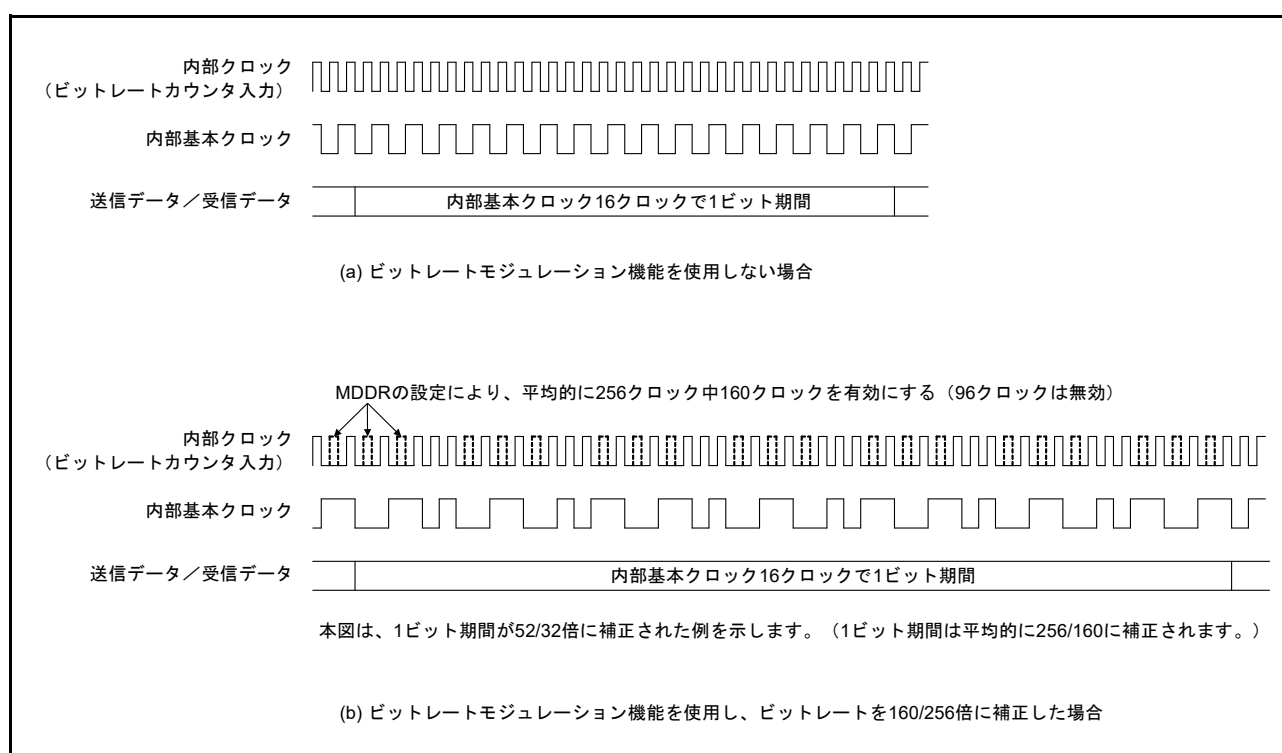 内部クロック
（ビットレートカウンタ入力）
内部基本クロック
送信データ／受信データ
内部基本クロック16クロックで1ビット期間
(a) ビットレートモジュレーション機能を使用しない場合
MDDRの設定により、平均的に256クロック中160クロックを有効にする（96クロックは無効）
内部クロック
（ビットレートカウンタ入力）
内部基本クロック
送信データ／受信データ
内部基本クロック16クロックで1ビット期間
本図は、1ビット期間が52/32倍に補正された例を示します。（1ビット期間は平均的に256/160に補正されます。）
(b) ビットレートモジュレーション機能を使用し、ビットレートを160/256倍に補正した場合